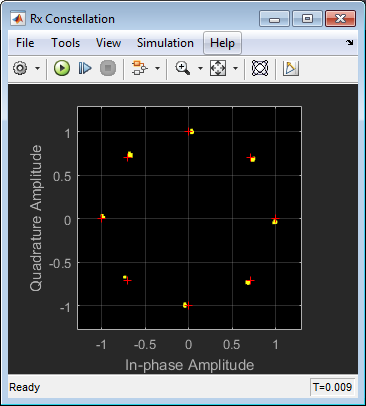 Rx Constellation
File Tools View Simulation Help
Quadrature Amplitude
1
0.5
0
-0.5
-1
-1 -0.5 0 0.5 1
In-phase Amplitude
Ready T=0.009